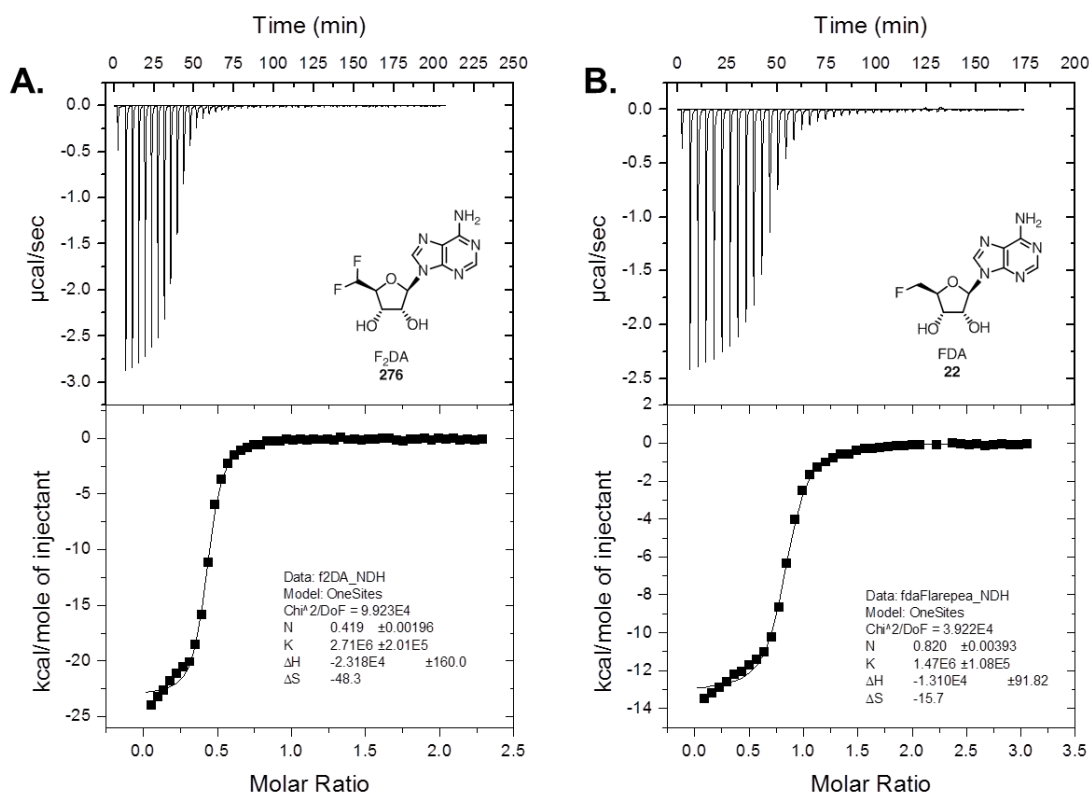 A.
Time (min)
0 25 50 75 100 125 150 175 200 225 250
0.0
-0.5
-1.0
-1.5
-2.0
-2.5
-3.0
µcal/sec
NH₂
N N
N N
F
F
O
HO OH
F₂DA
276
0
-5
-10
-15
-20
-25
kcal/mole of injectant
Data: f2DA_NDH
Model: OneSites
Chi^2/DoF = 9.923E4
N 0.419 ±0.00196
K 2.71E6 ±2.01E5
ΔH -2.318E4 ±160.0
ΔS -48.3
0.0 0.5 1.0 1.5 2.0 2.5
Molar Ratio
B.
Time (min)
0 25 50 75 100 125 150 175 200
0.0
-0.5
-1.0
-1.5
-2.0
-2.5
µcal/sec
NH₂
N N
N N
F
O
HO OH
FDA
22
2
0
-2
-4
-6
-8
-10
-12
-14
kcal/mole of injectant
Data: fdaFlarepea_NDH
Model: OneSites
Chi^2/DoF = 3.922E4
N 0.820 ±0.00393
K 1.47E6 ±1.08E5
ΔH -1.310E4 ±91.82
ΔS -15.7
0.0 0.5 1.0 1.5 2.0 2.5 3.0 3.5
Molar Ratio